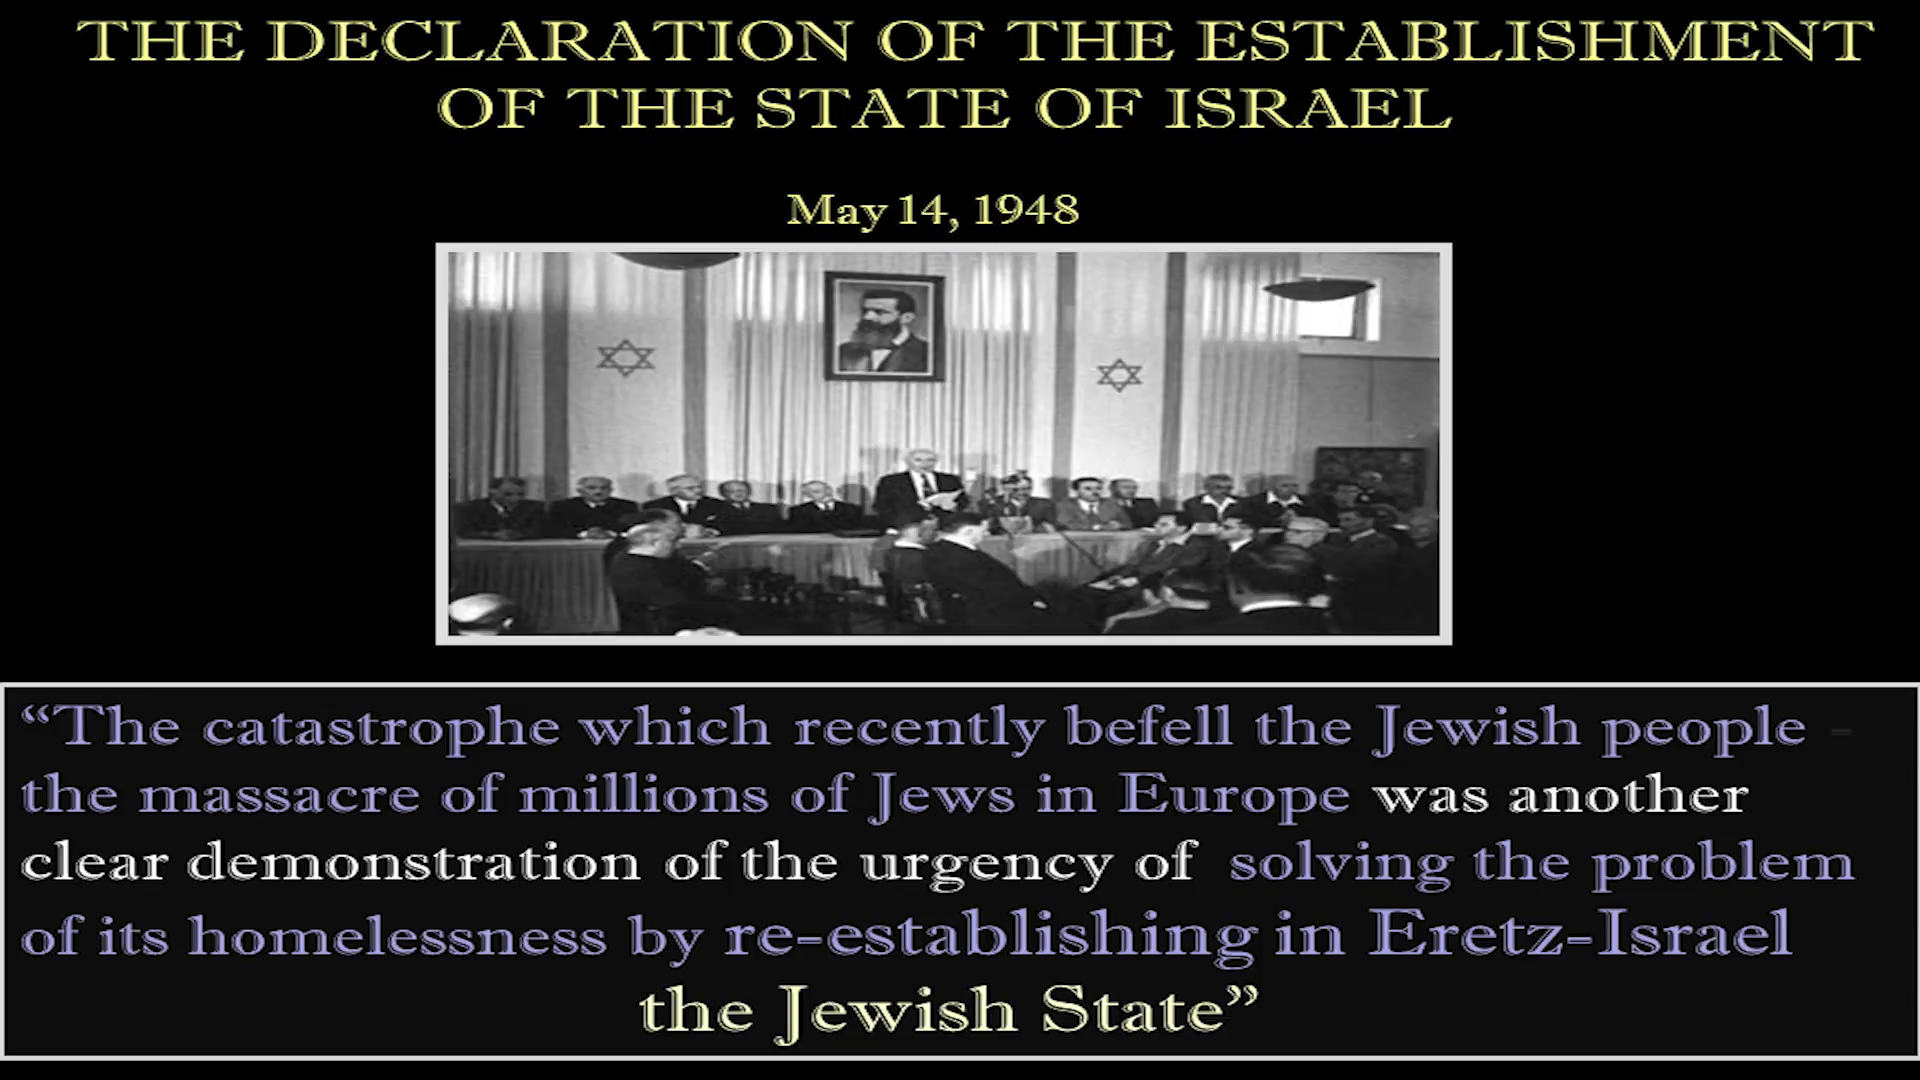 THE DECLARATION OF THE ESTABLISHMENT
OF THE STATE OF ISRAEL
May 14, 1948
“The catastrophe which recently befell the Jewish people –
the massacre of millions of Jews in Europe was another
clear demonstration of the urgency of solving the problem
of its homelessness by re-establishing in Eretz-Israel
the Jewish State”